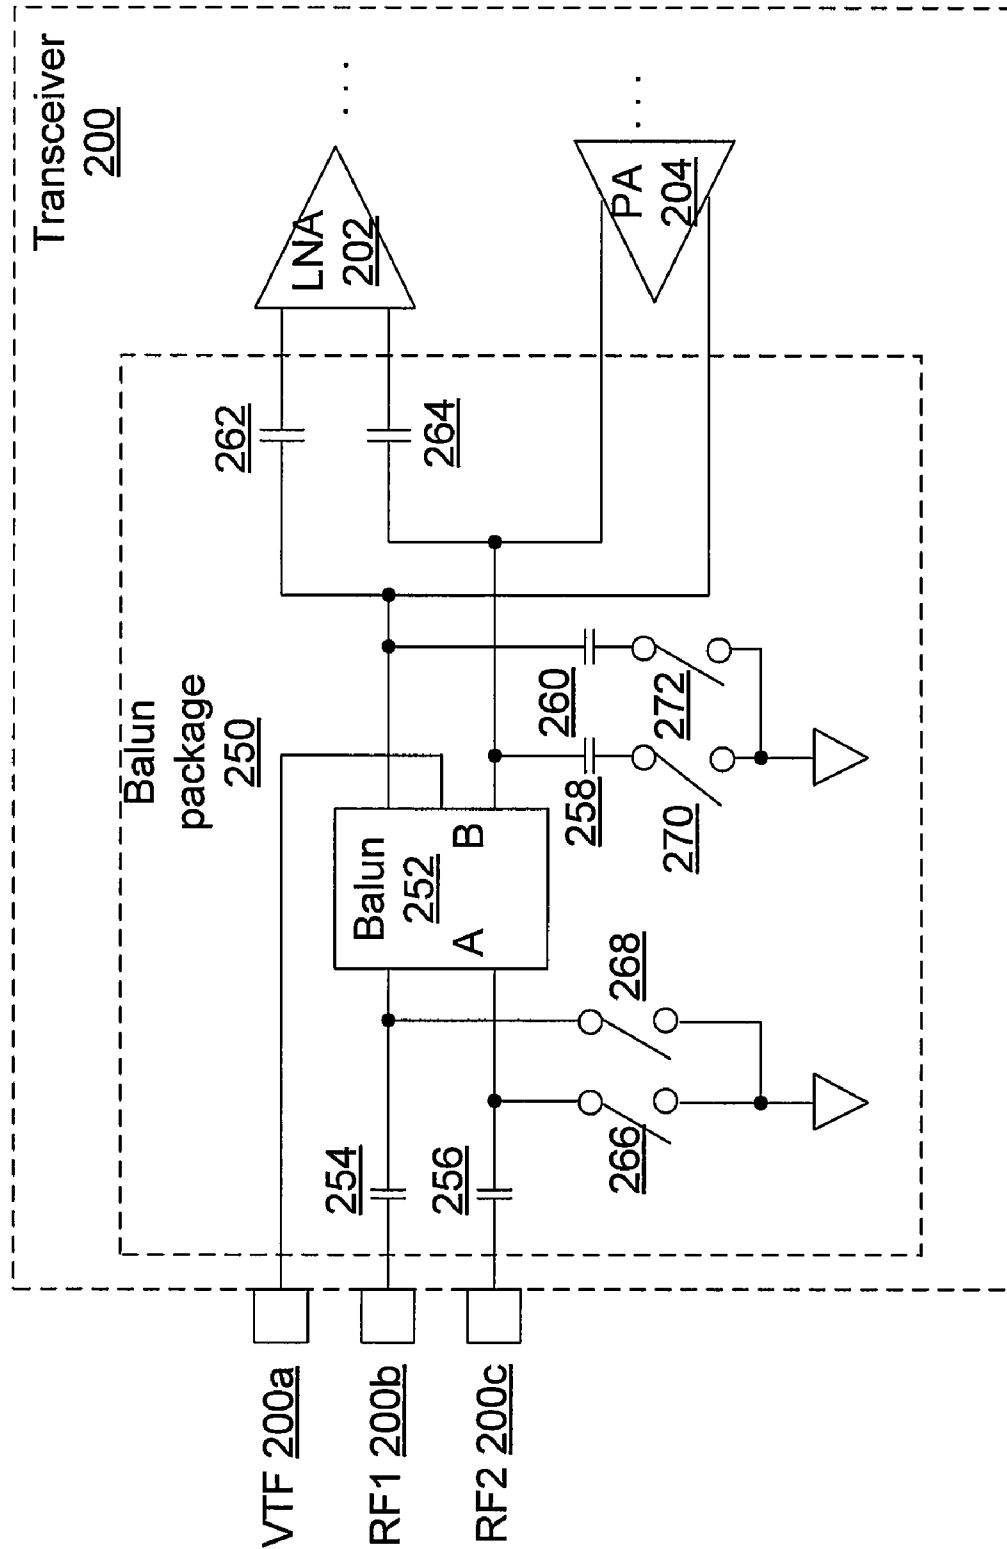 Transceiver
200
Balun
package
250
LNA
202
PA
204
262
264
Balun
252
A
B
254
256
258
260
266
268
270
272
VTF 200a
RF1 200b
RF2 200c
. . .
. . .